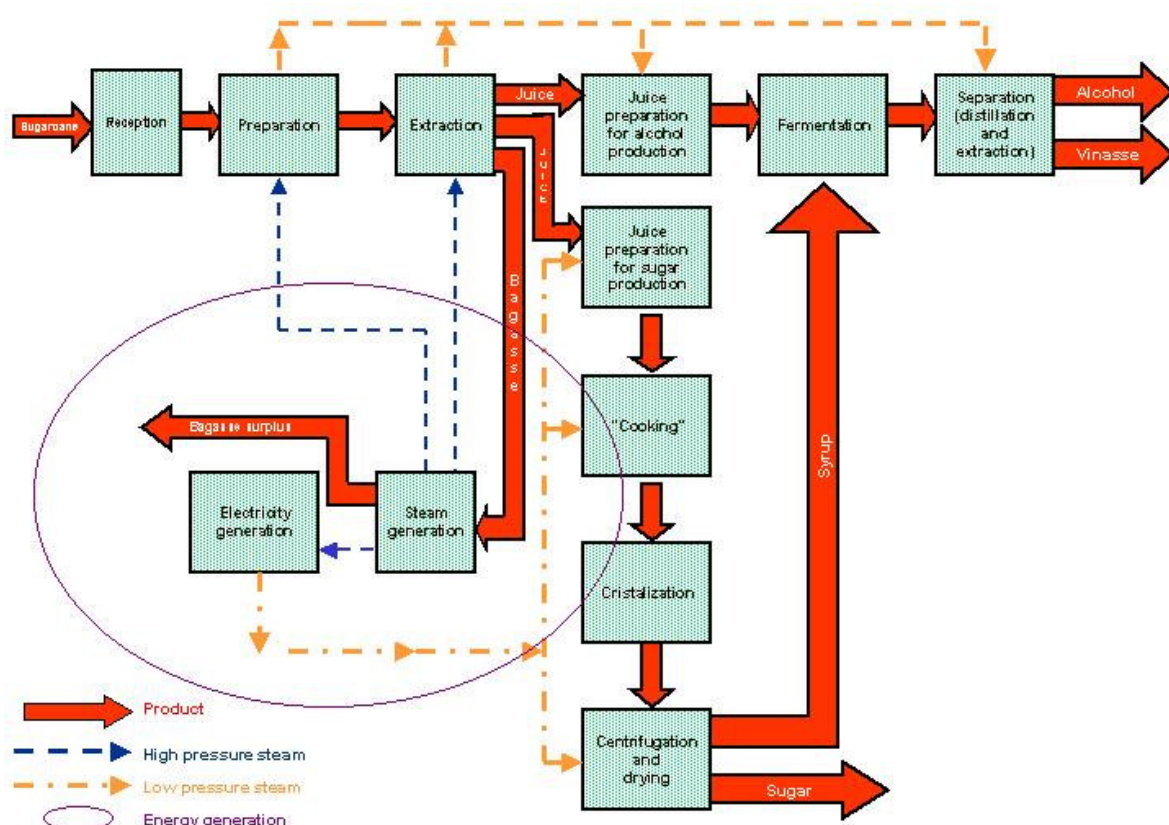 Sugarcane
Reception
Preparation
Extraction
Juice
Juice
preparation
for alcohol
production
Fermentation
Separation
(distillation
and
extraction)
Alcohol
Vinasse
Juice
Juice
preparation
for sugar
production
Bagasse
"Cooking"
Bagasse surplus
Electricity
generation
Steam
generation
Syrup
Cristalization
Centrifugation
and
drying
Sugar
Product
High pressure steam
Low pressure steam
Energy generation